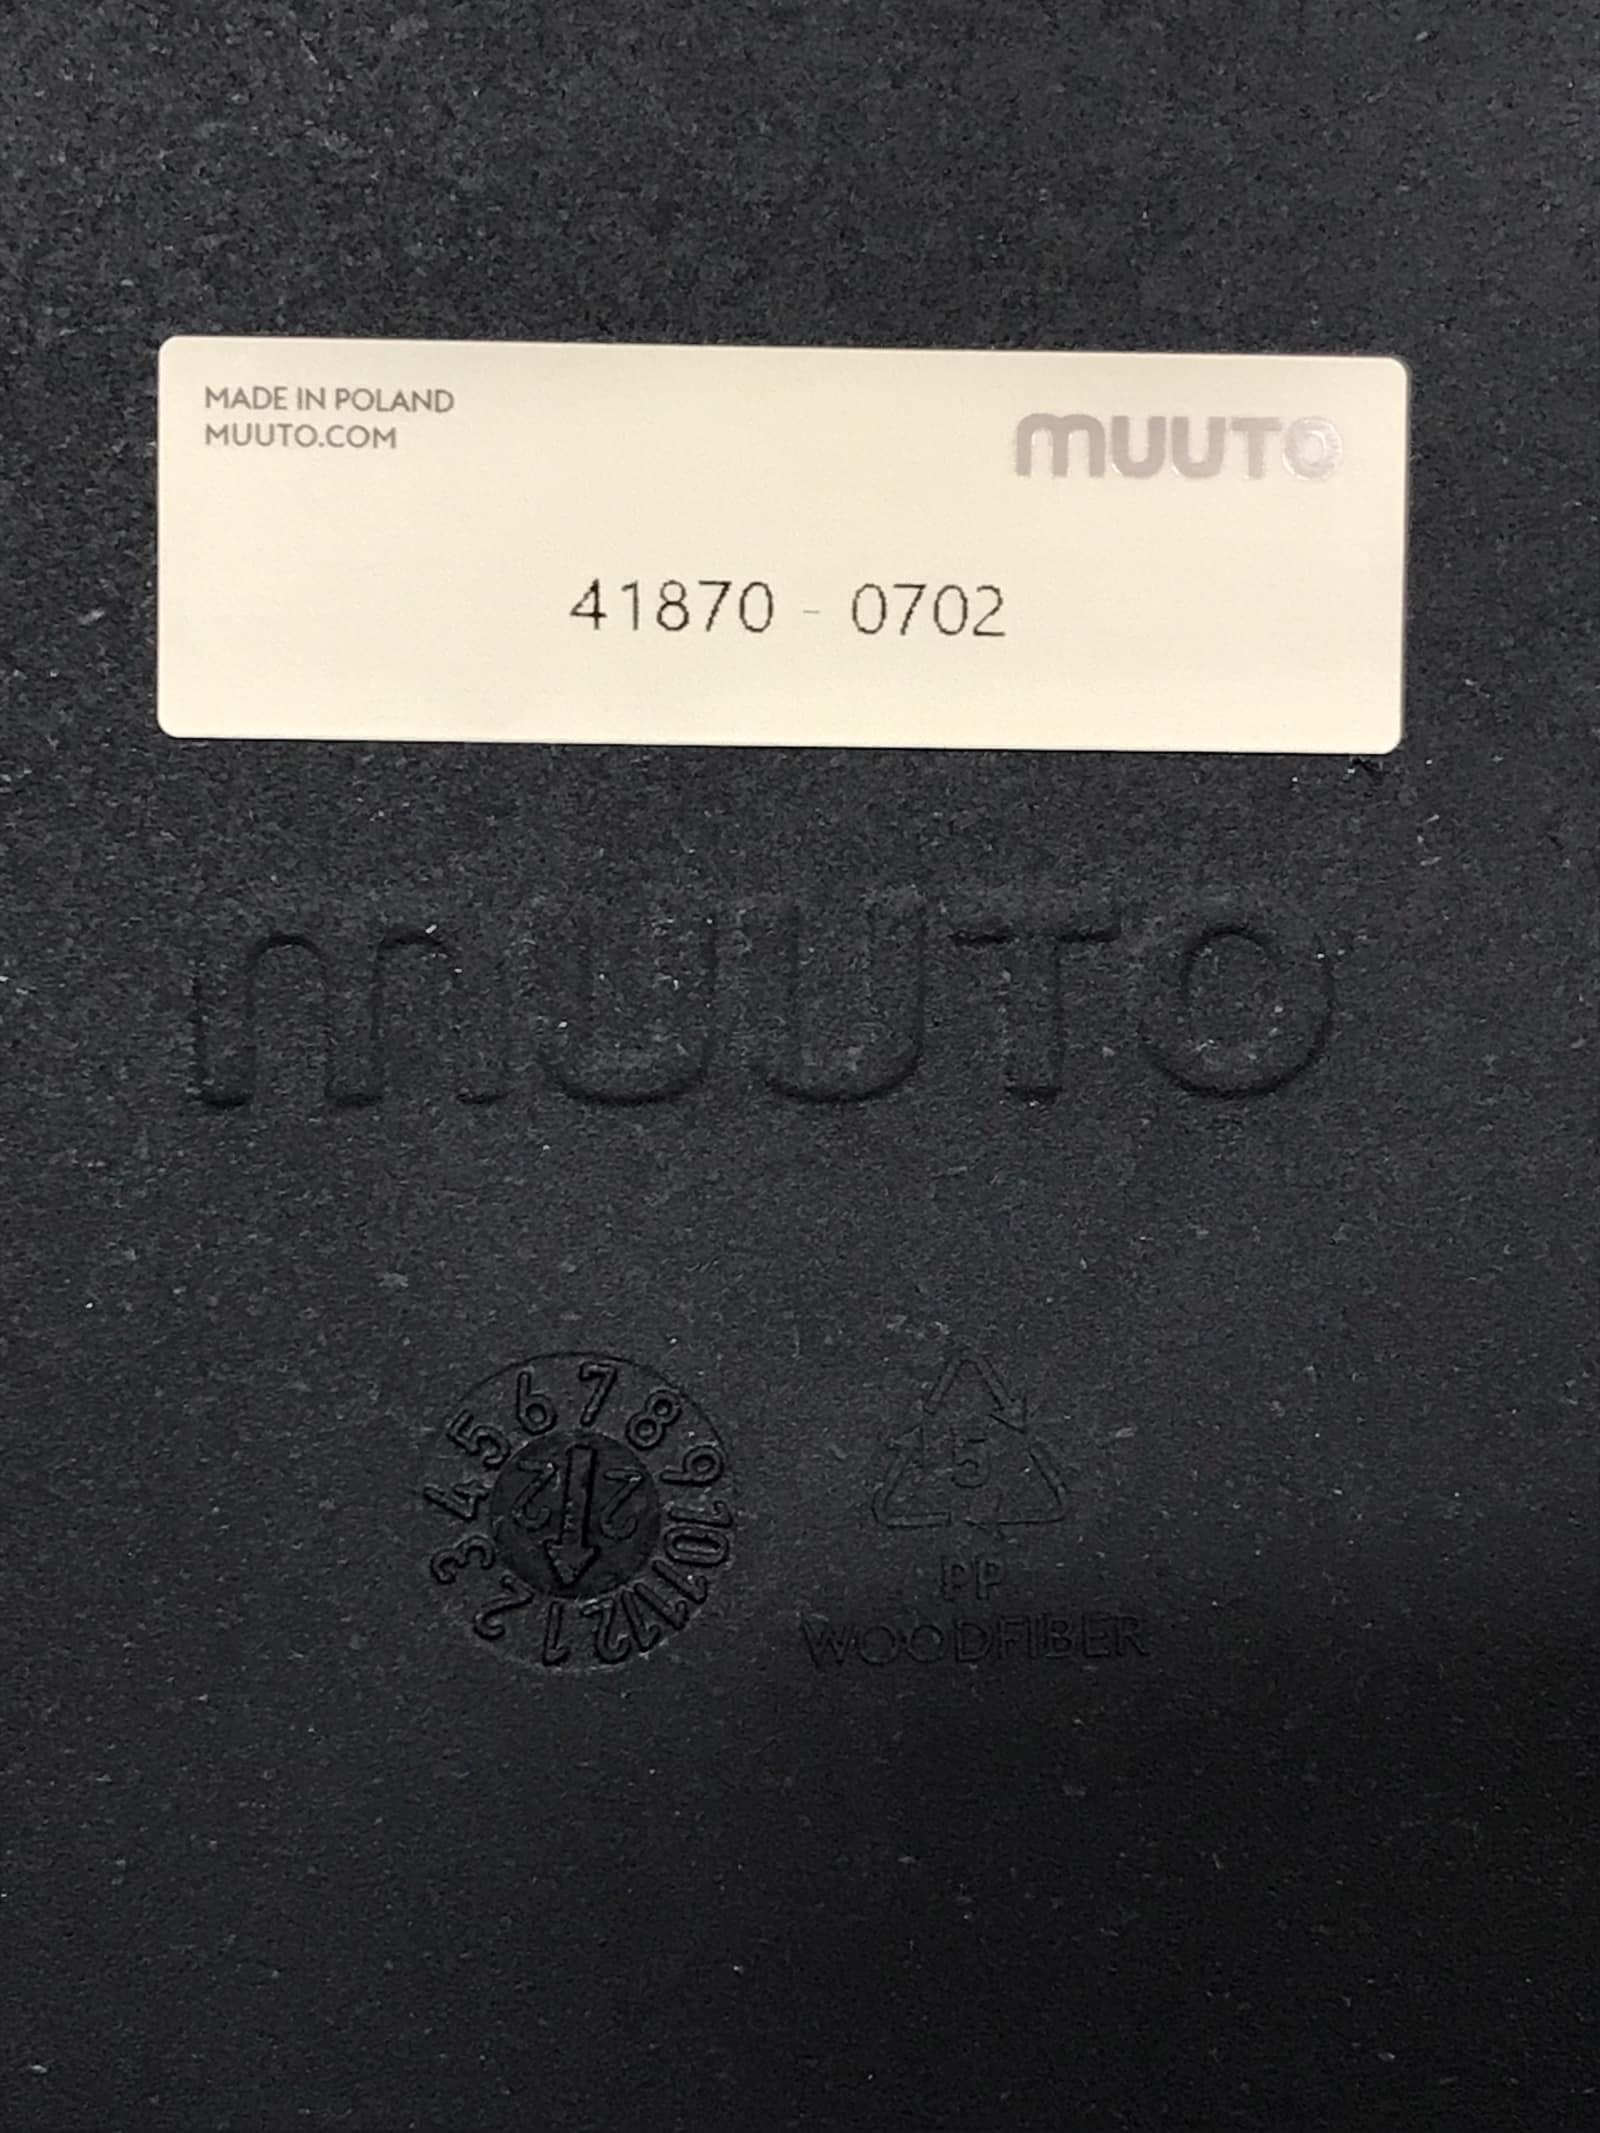 MADE IN POLAND
MUUTO.COM
muuto
41870 - 0702
muuto
1 2 3 4 5 6 7 8 9 10 11 12
22
5
PP
WOODFIBER